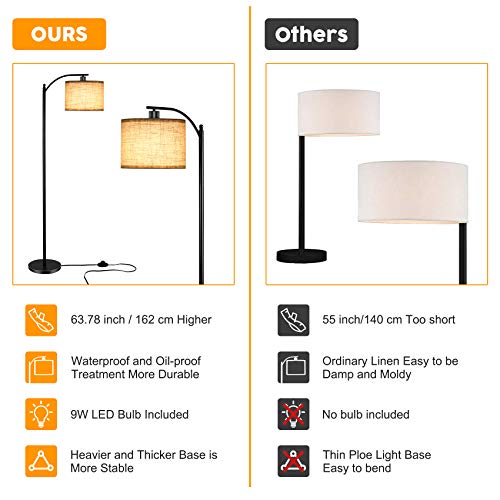 OURS
Others
63.78 inch / 162 cm Higher
55 inch/140 cm Too short
Waterproof and Oil-proof
Treatment More Durable
Ordinary Linen Easy to be
Damp and Moldy
9W LED Bulb Included
No bulb included
Heavier and Thicker Base is
More Stable
Thin Ploe Light Base
Easy to bend